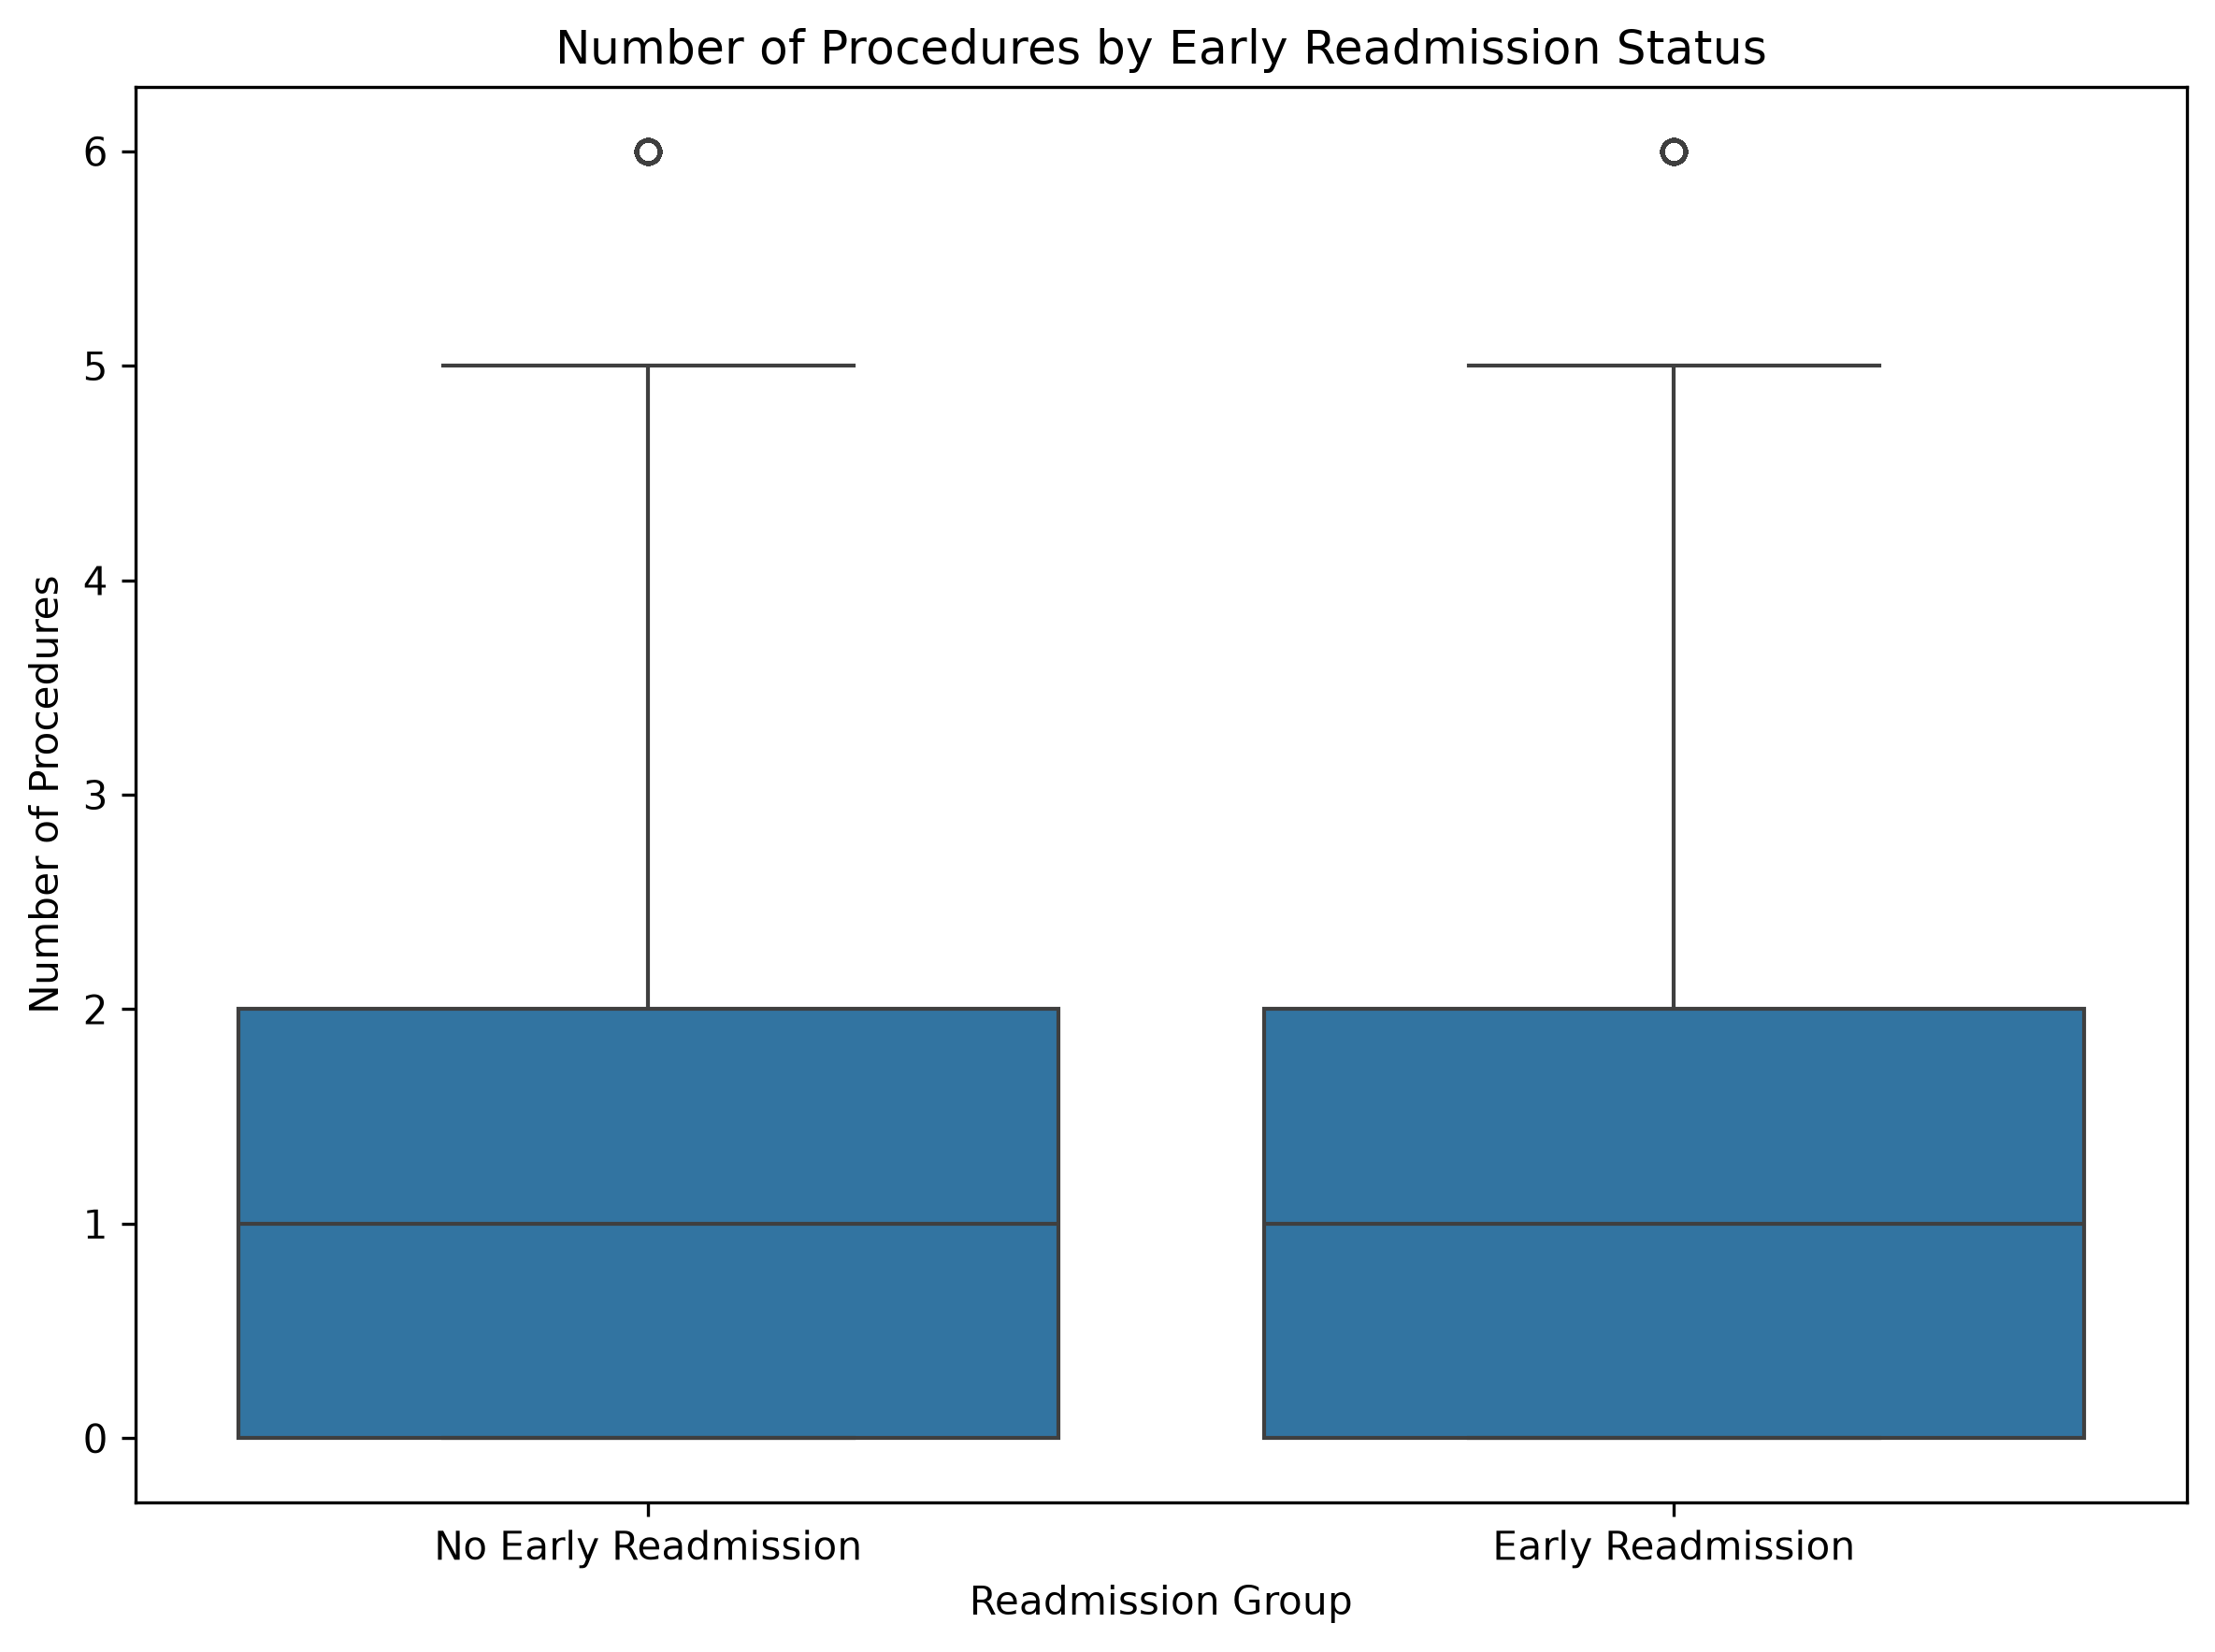 Number of Procedures by Early Readmission Status
Number of Procedures
6
5
4
3
2
1
0
No Early Readmission
Early Readmission
Readmission Group